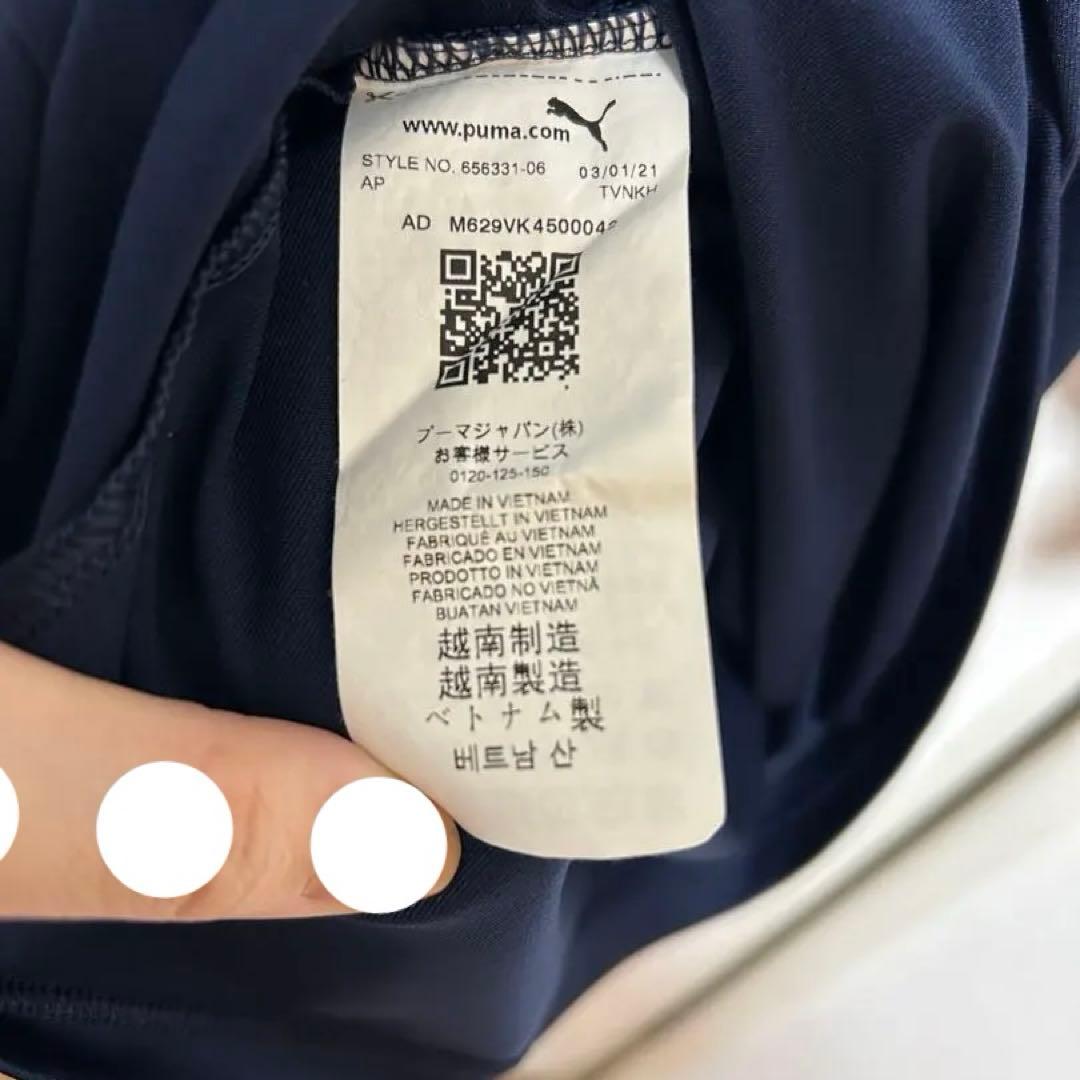 www.puma.com
STYLE NO. 656331-06 03/01/21
AP TVNKH
AD M629VK450004
プーマジャパン(株)
お客様サービス
0120-125-150
MADE IN VIETNAM
HERGESTELLT IN VIETNAM
FABRIQUÉ AU VIETNAM
FABRICADO EN VIETNAM
PRODOTTO IN VIETNAM
FABRICADO NO VIETNÃ
BUATAN VIETNAM
越南制造
越南製造
ベトナム製
베트남 산